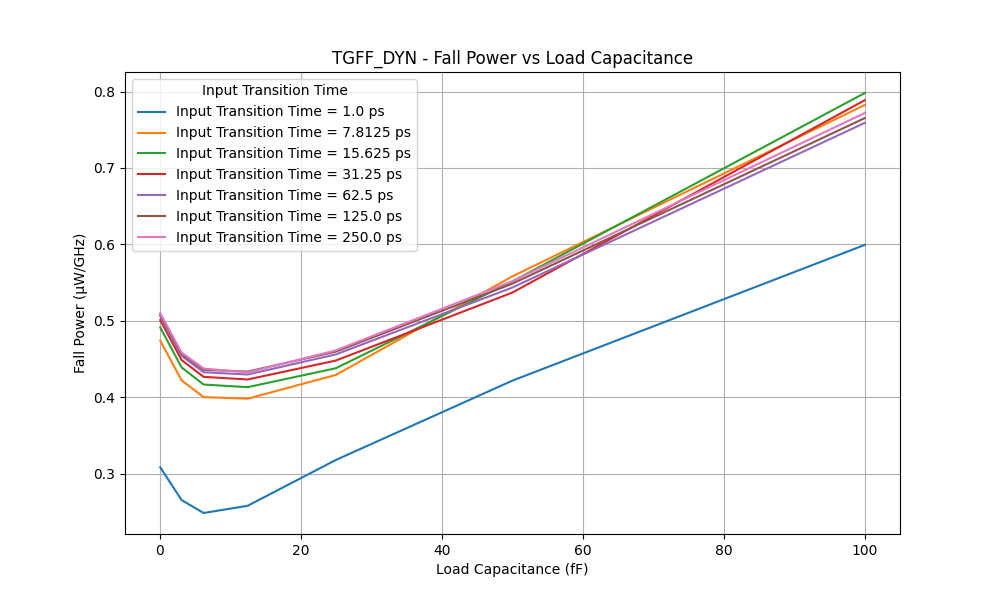 TGFF_DYN - Fall Power vs Load Capacitance
Input Transition Time
Input Transition Time = 1.0 ps
Input Transition Time = 7.8125 ps
Input Transition Time = 15.625 ps
Input Transition Time = 31.25 ps
Input Transition Time = 62.5 ps
Input Transition Time = 125.0 ps
Input Transition Time = 250.0 ps
Fall Power (μW/GHz)
0.8
0.7
0.6
0.5
0.4
0.3
0 20 40 60 80 100
Load Capacitance (fF)